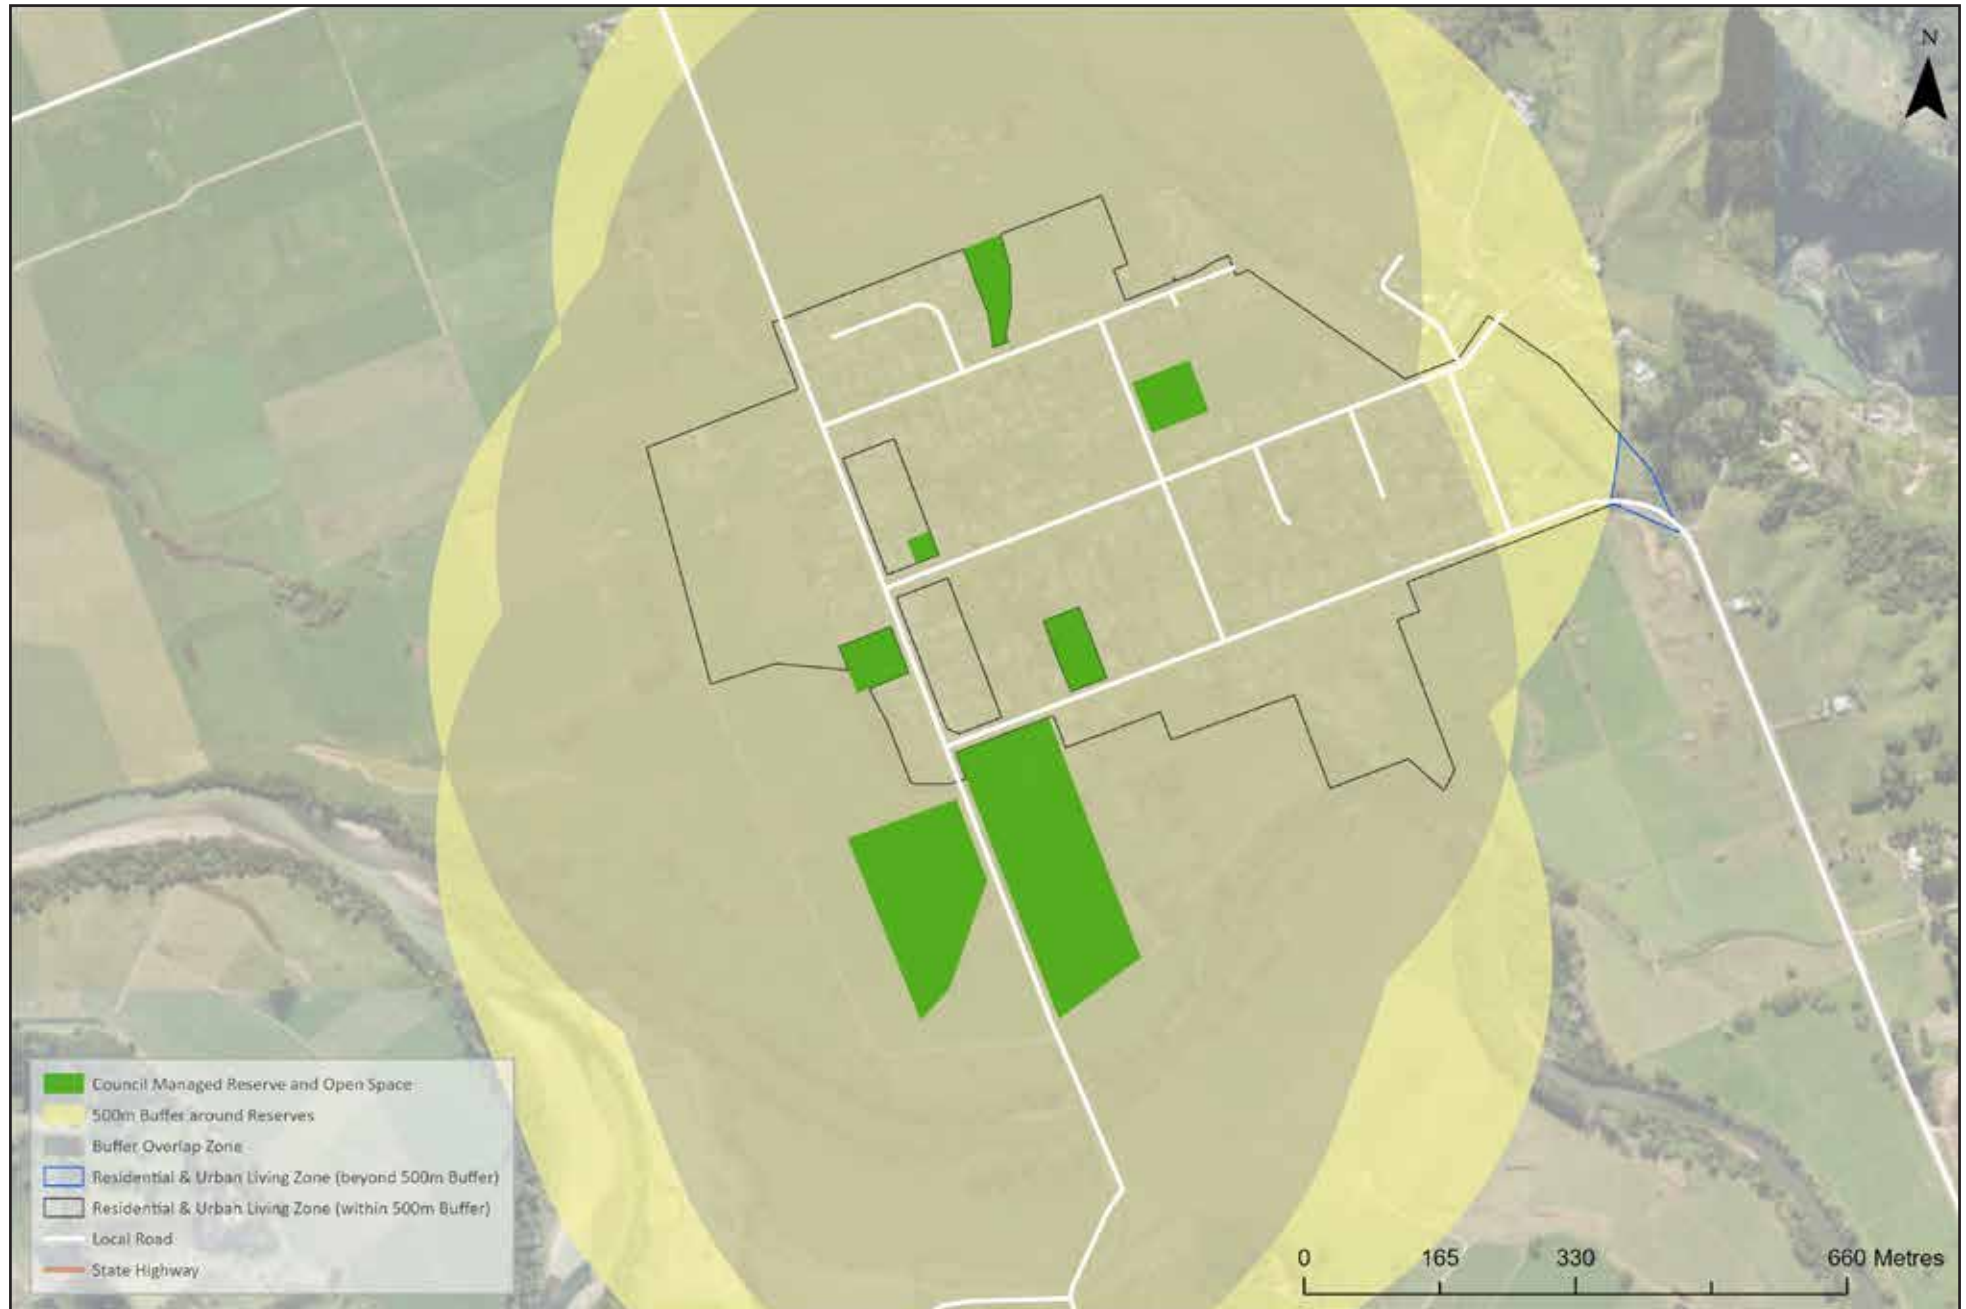 N
Council Managed Reserve and Open Space
500m Buffer around Reserves
Buffer Overlap Zone
Residential & Urban Living Zone (beyond 500m Buffer)
Residential & Urban Living Zone (within 500m Buffer)
Local Road
State Highway
0 165 330 660 Metres